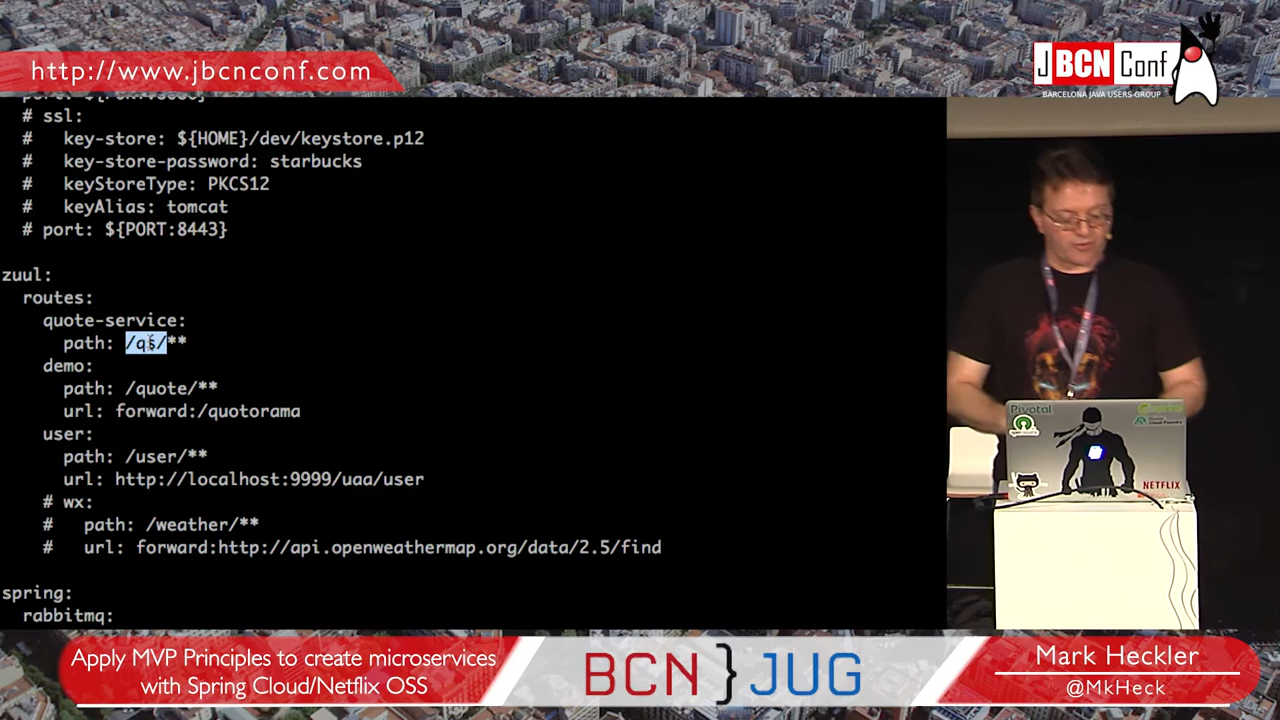 http://www.jbcnconf.com
JBCNConf
BARCELONA JAVA USERS GROUP
# ssl:
#   key-store: ${HOME}/dev/keystore.p12
#   key-store-password: starbucks
#   keyStoreType: PKCS12
#   keyAlias: tomcat
# port: ${PORT:8443}
zuul:
routes:
quote-service:
path: /qs/**
demo:
path: /quote/**
url: forward:/quotorama
user:
path: /user/**
url: http://localhost:9999/uaa/user
# wx:
#   path: /weather/**
#   url: forward:http://api.openweathermap.org/data/2.5/find
spring:
rabbitmq:
Pivotal
NETFLIX
Apply MVP Principles to create microservices
with Spring Cloud/Netflix OSS
BCN}JUG
Mark Heckler
@MkHeck